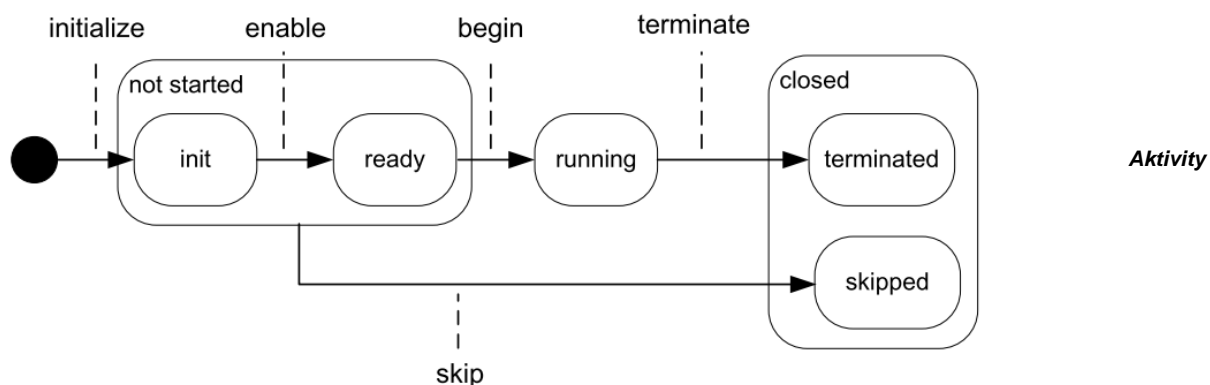 initialize enable begin terminate
not started closed
init ready running terminated Aktivity
skipped
skip